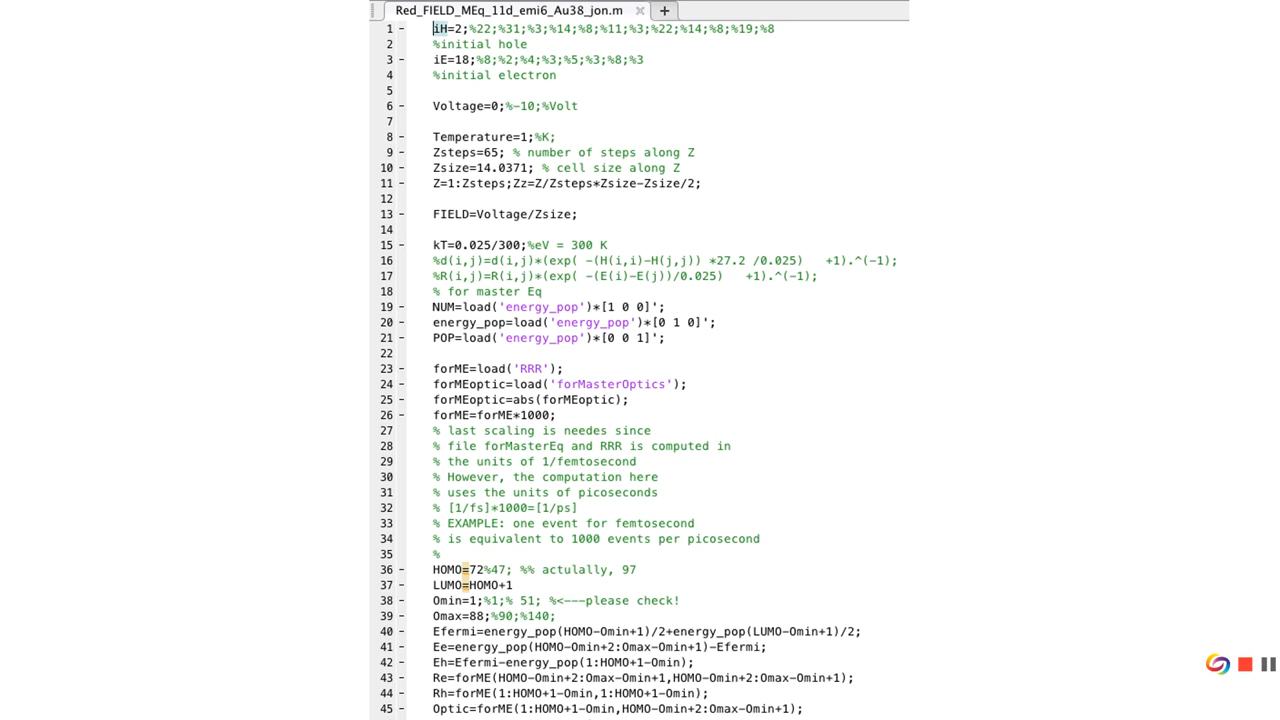 Red_FIELD_MEq_11d_emi6_Au38_jon.m × +
1 - iH=2;%22;%31;%3;%14;%8;%11;%3;%22;%14;%8;%19;%8
2 %initial hole
3 - iE=18;%8;%2;%4;%3;%5;%3;%8;%3
4 %initial electron
5
6 - Voltage=0;%-10;%Volt
7
8 - Temperature=1;%K;
9 - Zsteps=65; % number of steps along Z
10 - Zsize=14.0371; % cell size along Z
11 - Z=1:Zsteps;Zz=Z/Zsteps*Zsize-Zsize/2;
12
13 - FIELD=Voltage/Zsize;
14
15 - kT=0.025/300;%eV = 300 K
16 %d(i,j)=d(i,j)*(exp( -(H(i,i)-H(j,j)) *27.2 /0.025)   +1).^(-1);
17 %R(i,j)=R(i,j)*(exp( -(E(i)-E(j))/0.025)   +1).^(-1);
18 % for master Eq
19 - NUM=load('energy_pop')*[1 0 0]';
20 - energy_pop=load('energy_pop')*[0 1 0]';
21 - POP=load('energy_pop')*[0 0 1]';
22
23 - forME=load('RRR');
24 - forMEoptic=load('forMasterOptics');
25 - forMEoptic=abs(forMEoptic);
26 - forME=forME*1000;
27 % last scaling is needes since
28 % file forMasterEq and RRR is computed in
29 % the units of 1/femtosecond
30 % However, the computation here
31 % uses the units of picoseconds
32 % [1/fs]*1000=[1/ps]
33 % EXAMPLE: one event for femtosecond
34 % is equivalent to 1000 events per picosecond
35 %
36 - HOMO=72%47; %% actulally, 97
37 - LUMO=HOMO+1
38 - Omin=1;%1;% 51; %<---please check!
39 - Omax=88;%90;%140;
40 - Efermi=energy_pop(HOMO-Omin+1)/2+energy_pop(LUMO-Omin+1)/2;
41 - Ee=energy_pop(HOMO-Omin+2:Omax-Omin+1)-Efermi;
42 - Eh=Efermi-energy_pop(1:HOMO+1-Omin);
43 - Re=forME(HOMO-Omin+2:Omax-Omin+1,HOMO-Omin+2:Omax-Omin+1);
44 - Rh=forME(1:HOMO+1-Omin,1:HOMO+1-Omin);
45 - Optic=forME(1:HOMO+1-Omin,HOMO-Omin+2:Omax-Omin+1);